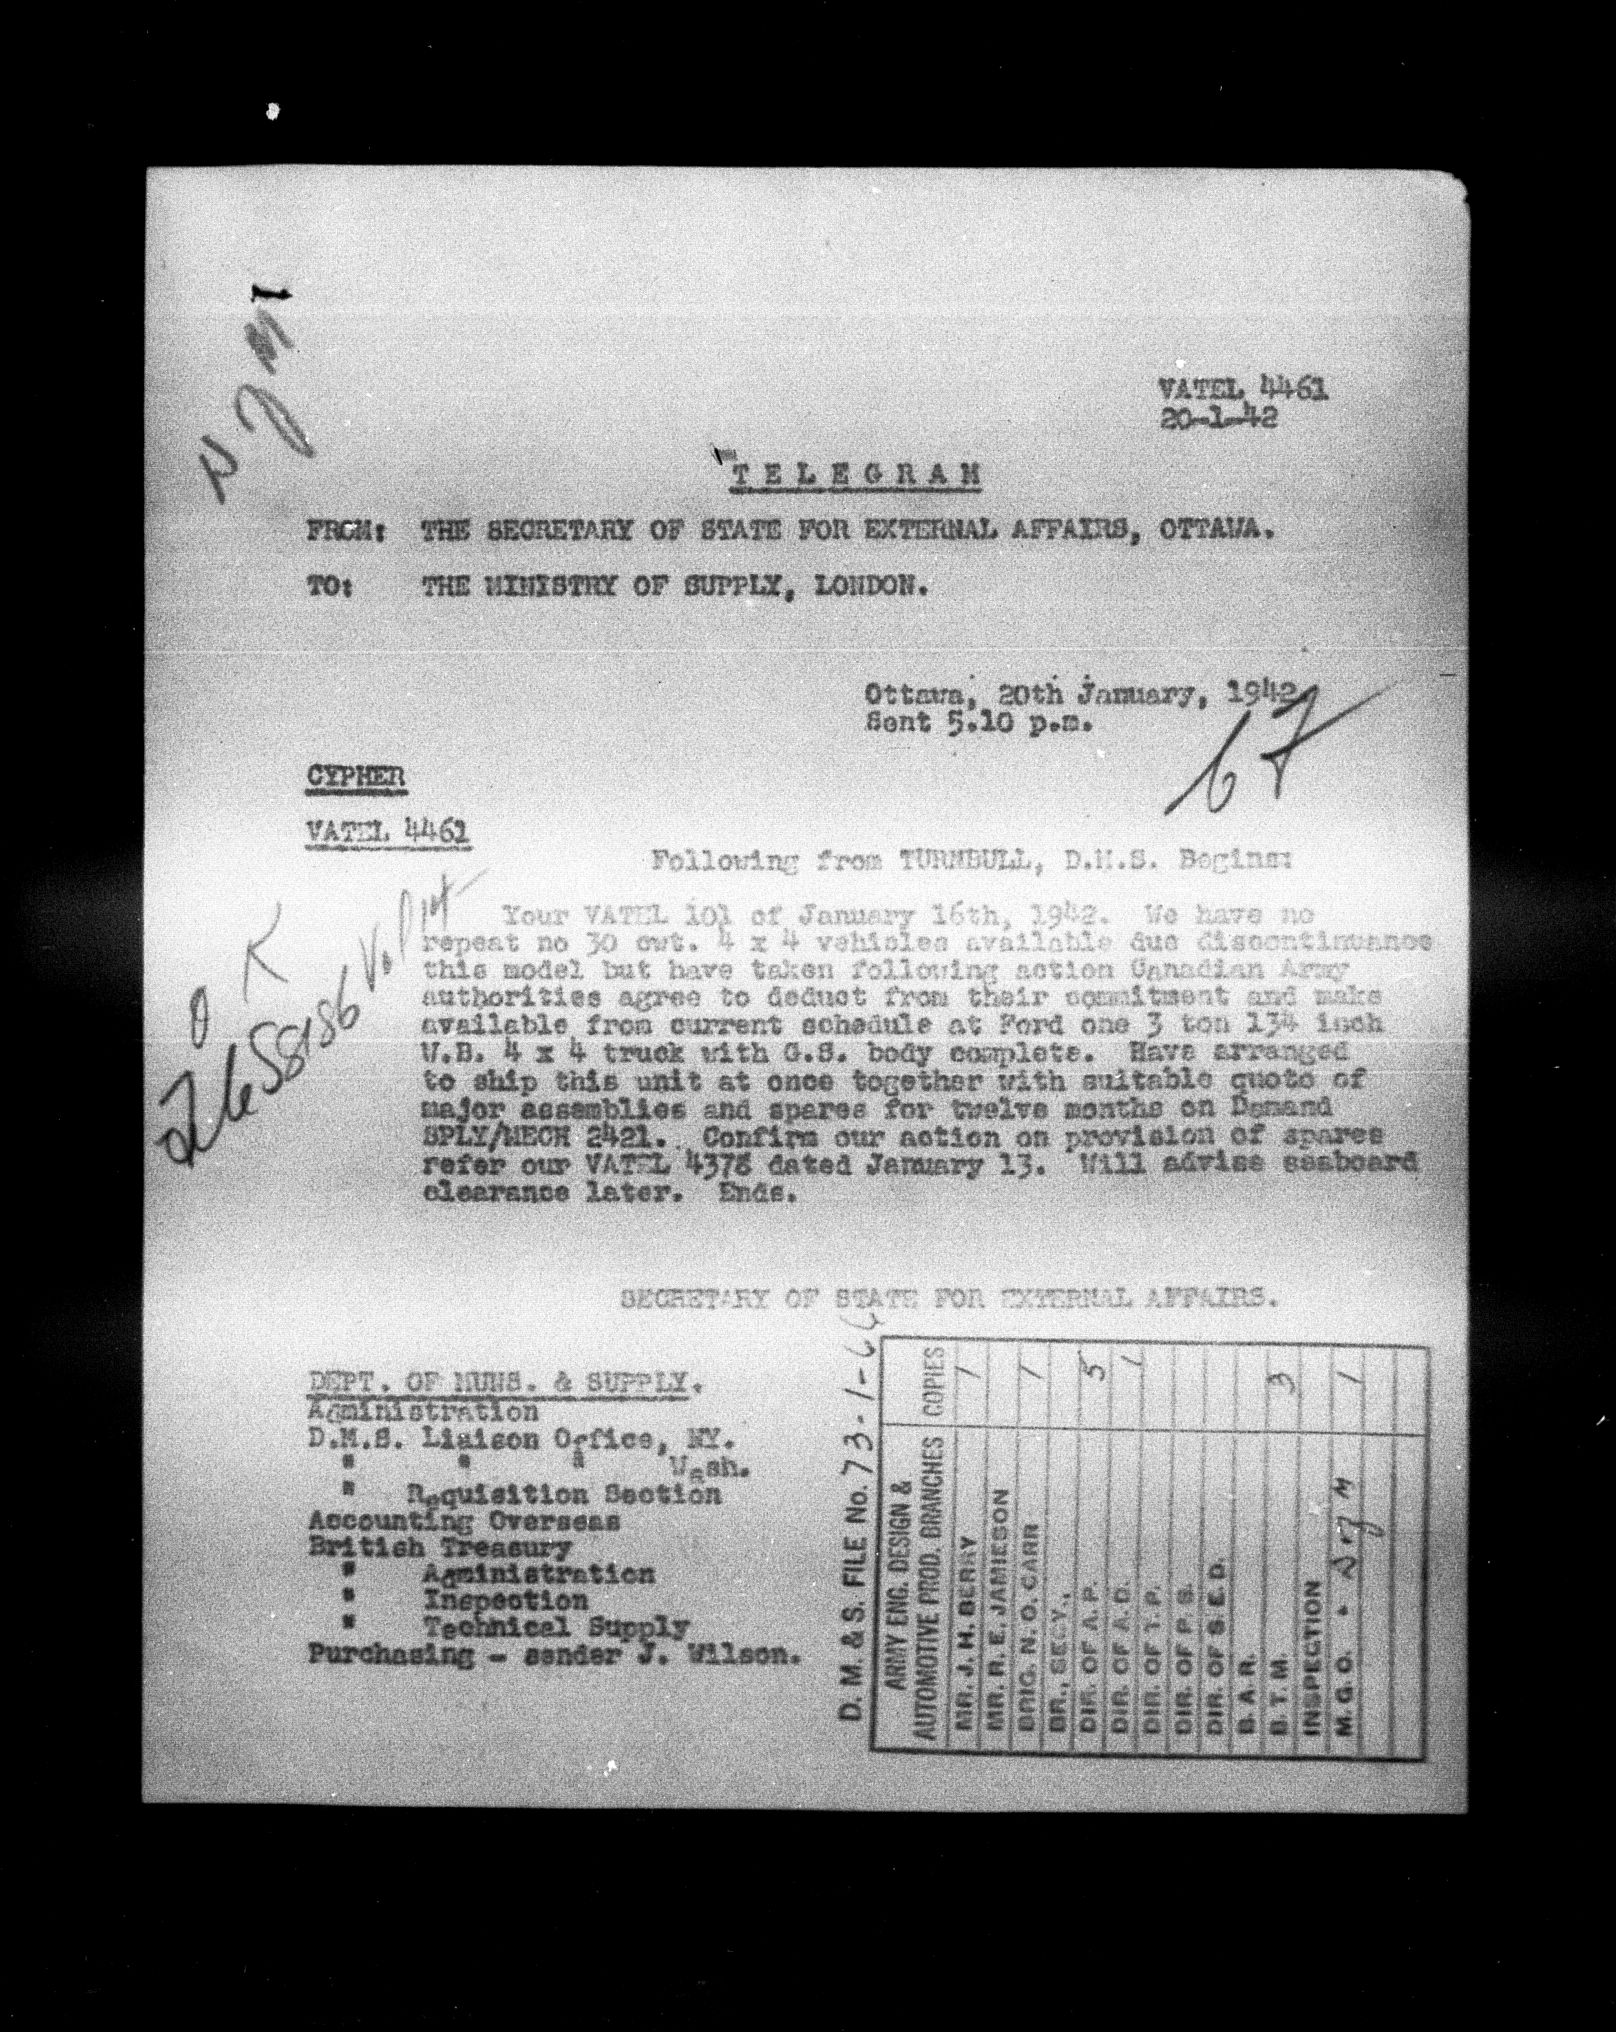 VATEL 4461
20-1-42
TELEGRAM
FROM: THE SECRETARY OF STATE FOR EXTERNAL AFFAIRS, OTTAWA.
TO: THE MINISTRY OF SUPPLY, LONDON.
Ottawa, 20th January, 1942
Sent 5.10 p.m.
67
CYPHER
VATEL 4461
Following from TURNBULL, D.M.S. Begins:
Your VATEL 101 of January 16th, 1942. We have no
repeat no 30 cwt. 4 x 4 vehicles available due discontinuance
this model but have taken following action Canadian Army
authorities agree to deduct from their commitment and make
available from current schedule at Ford one 3 ton 134 inch
W.B. 4 x 4 truck with G.S. body complete. Have arranged
to ship this unit at once together with suitable quote of
major assemblies and spares for twelve months on Demand
SPLY/MECH 2421. Confirm our action on provision of spares
refer our VATEL 4378 dated January 13. Will advise seaboard
clearance later. Ends.
O K
SECRETARY OF STATE FOR EXTERNAL AFFAIRS.
DEPT. OF MUNS. & SUPPLY.
Administration
D.M.S. Liaison Office, NY.
" " " Wash.
" Requisition Section
Accounting Overseas
British Treasury
" Administration
" Inspection
" Technical Supply
Purchasing - sender J. Wilson.
D. M. & S. FILE No. 73-1-
ARMY ENG. DESIGN &
AUTOMOTIVE PROD. BRANCHES COPIES
MR. J. H. BERRY 1
MR. R. E. JAMIESON
BRIG. N. O. CARR 1
BR., SECY.,
DIR. OF A. P. 5
DIR. OF A. D. 1
DIR. OF T. P.
DIR. OF P. S.
DIR. OF S. E. D.
B. A. R.
B. T. M. 3
INSPECTION
M. G. O. 1